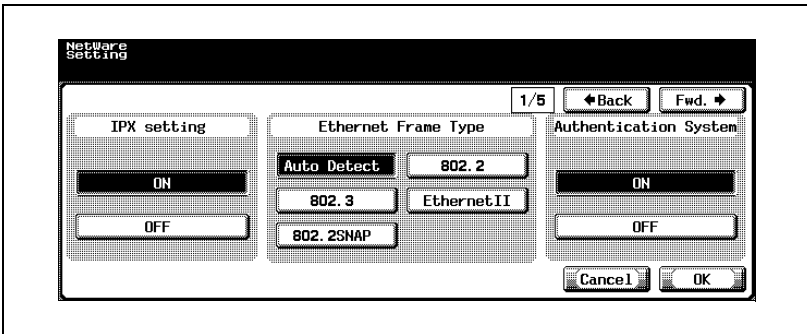 NetWare
Setting
1/5
←Back
Fwd. →
IPX setting
Ethernet Frame Type
Authentication System
ON
OFF
Auto Detect
802.2
802.3
EthernetII
802.2SNAP
ON
OFF
Cancel
OK